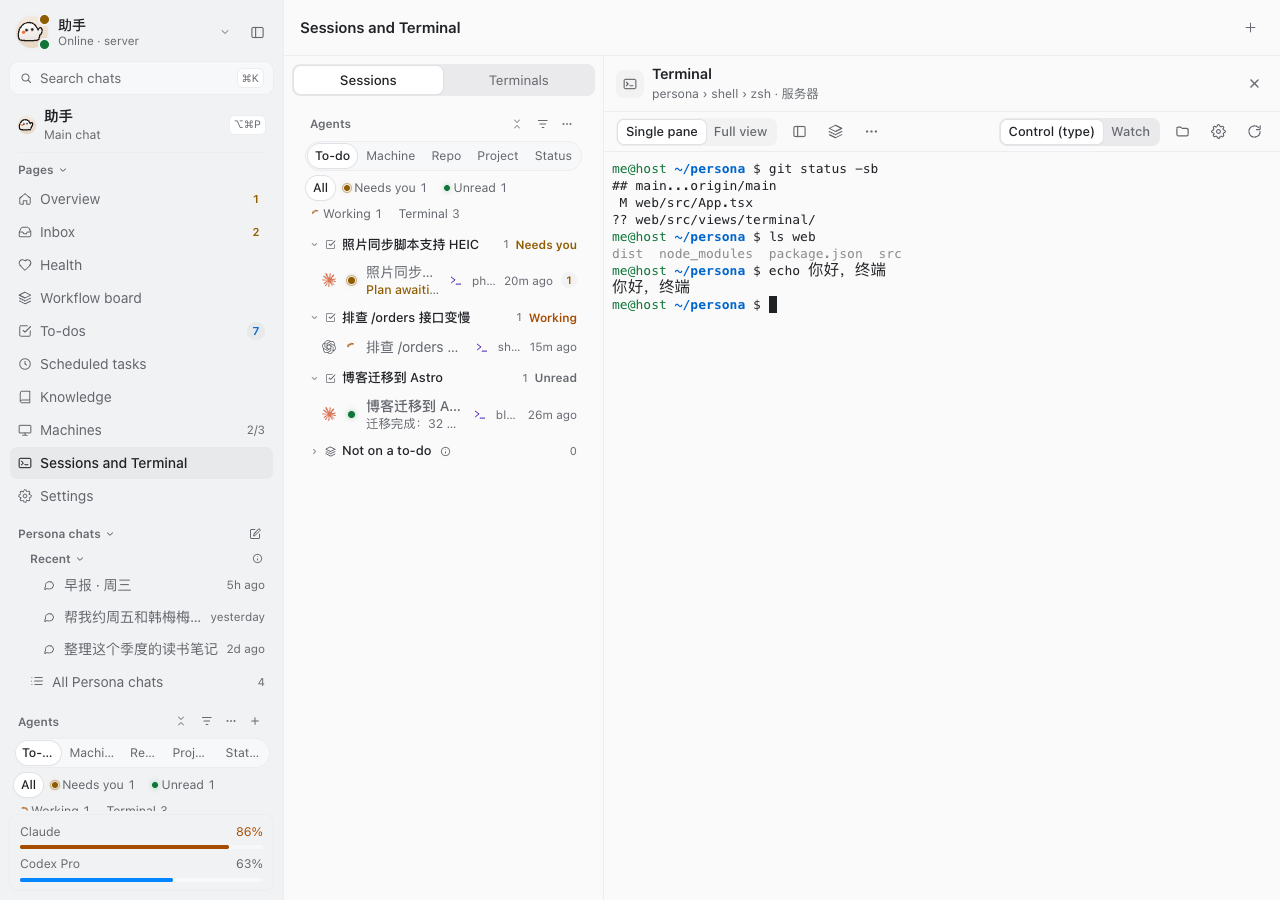 助手
Online · server
Search chats ⌘K
助手
Main chat
⌥⌘P
Pages
Overview 1
Inbox 2
Health
Workflow board
To-dos 7
Scheduled tasks
Knowledge
Machines 2/3
Sessions and Terminal
Settings
Persona chats
Recent
早报 · 周三 5h ago
帮我约周五和韩梅梅... yesterday
整理这个季度的读书笔记 2d ago
All Persona chats 4
Agents
To-... Machi... Re... Proj... Stat...
All Needs you 1 Unread 1
Working 1 Terminal 3
Claude 86%
Codex Pro 63%
Sessions and Terminal
Sessions Terminals
Agents
To-do Machine Repo Project Status
All Needs you 1 Unread 1
Working 1 Terminal 3
照片同步脚本支持 HEIC 1 Needs you
照片同步... ph... 20m ago 1
Plan awaiti...
排查 /orders 接口变慢 1 Working
排查 /orders ... sh... 15m ago
博客迁移到 Astro 1 Unread
博客迁移到 A... bl... 26m ago
迁移完成：32 ...
Not on a to-do 0
Terminal
persona › shell › zsh · 服务器
Single pane Full view Control (type) Watch
me@host ~/persona $ git status -sb
## main...origin/main
 M web/src/App.tsx
?? web/src/views/terminal/
me@host ~/persona $ ls web
dist node_modules package.json src
me@host ~/persona $ echo 你好，终端
你好，终端
me@host ~/persona $